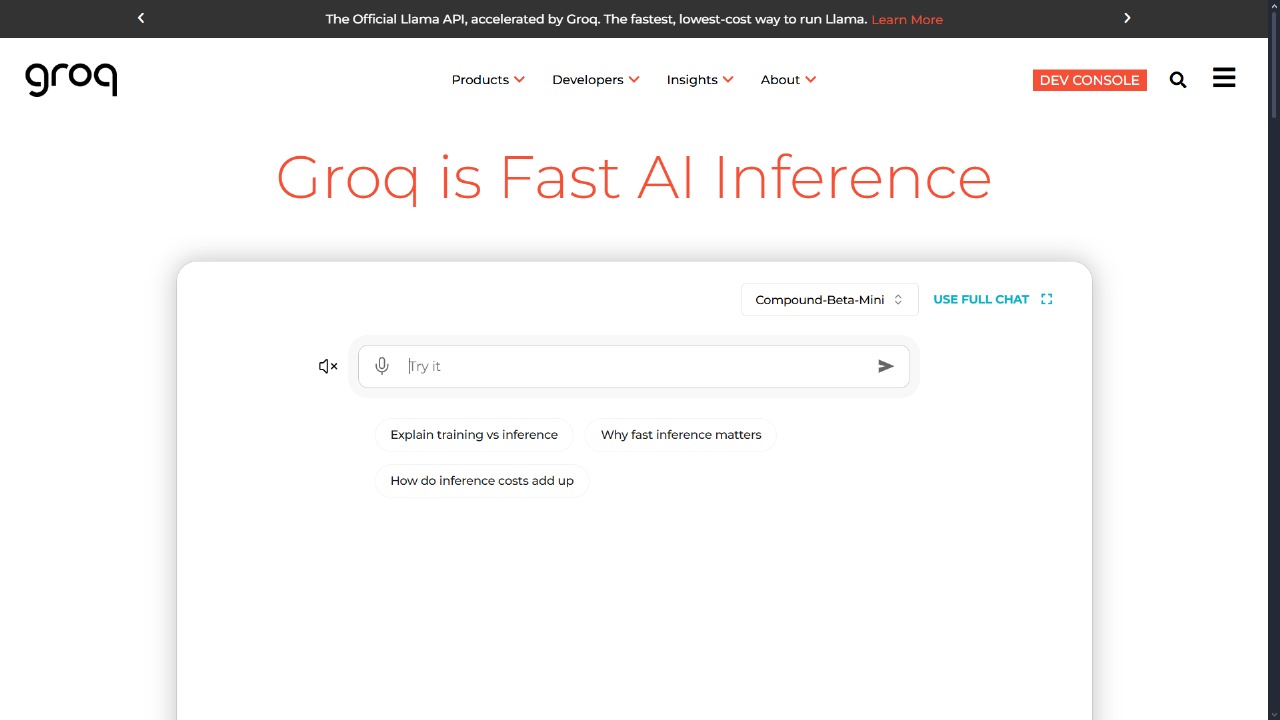 The Official Llama API, accelerated by Groq. The fastest, lowest-cost way to run Llama. Learn More
groq
Products
Developers
Insights
About
DEV CONSOLE
Groq is Fast AI Inference
Compound-Beta-Mini
USE FULL CHAT
Try it
Explain training vs inference
Why fast inference matters
How do inference costs add up